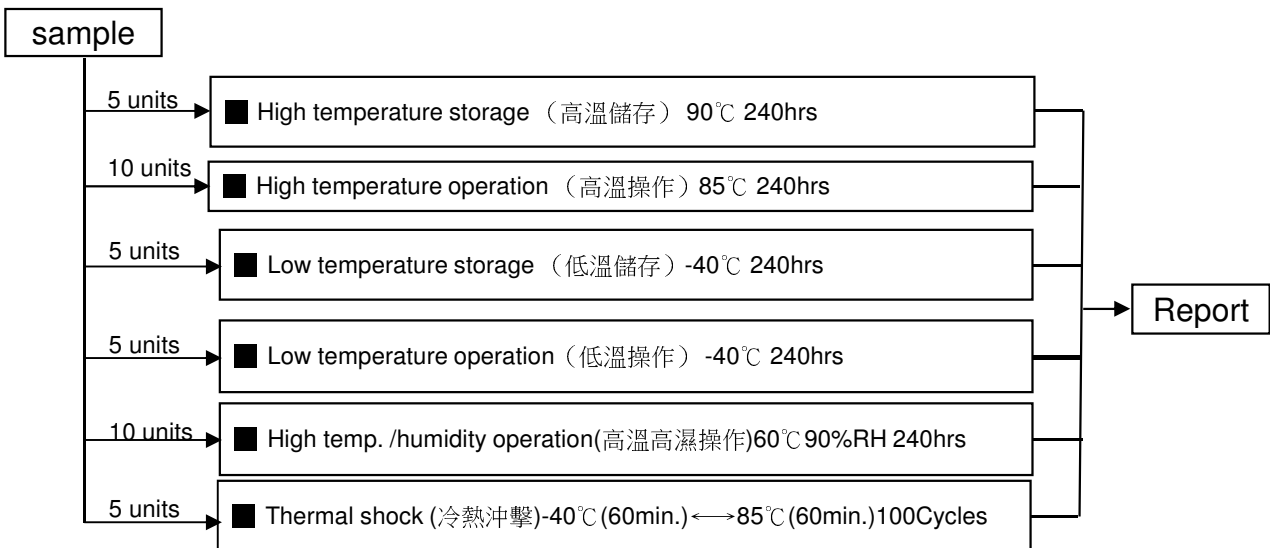 sample
5 units
■ High temperature storage （高溫儲存） 90℃ 240hrs
10 units
■ High temperature operation （高溫操作）85℃ 240hrs
5 units
■ Low temperature storage （低溫儲存）-40℃ 240hrs
Report
5 units
■ Low temperature operation（低溫操作） -40℃ 240hrs
10 units
■ High temp. /humidity operation(高溫高濕操作)60℃90%RH 240hrs
5 units
■ Thermal shock (冷熱沖擊)-40℃(60min.)←→85℃(60min.)100Cycles